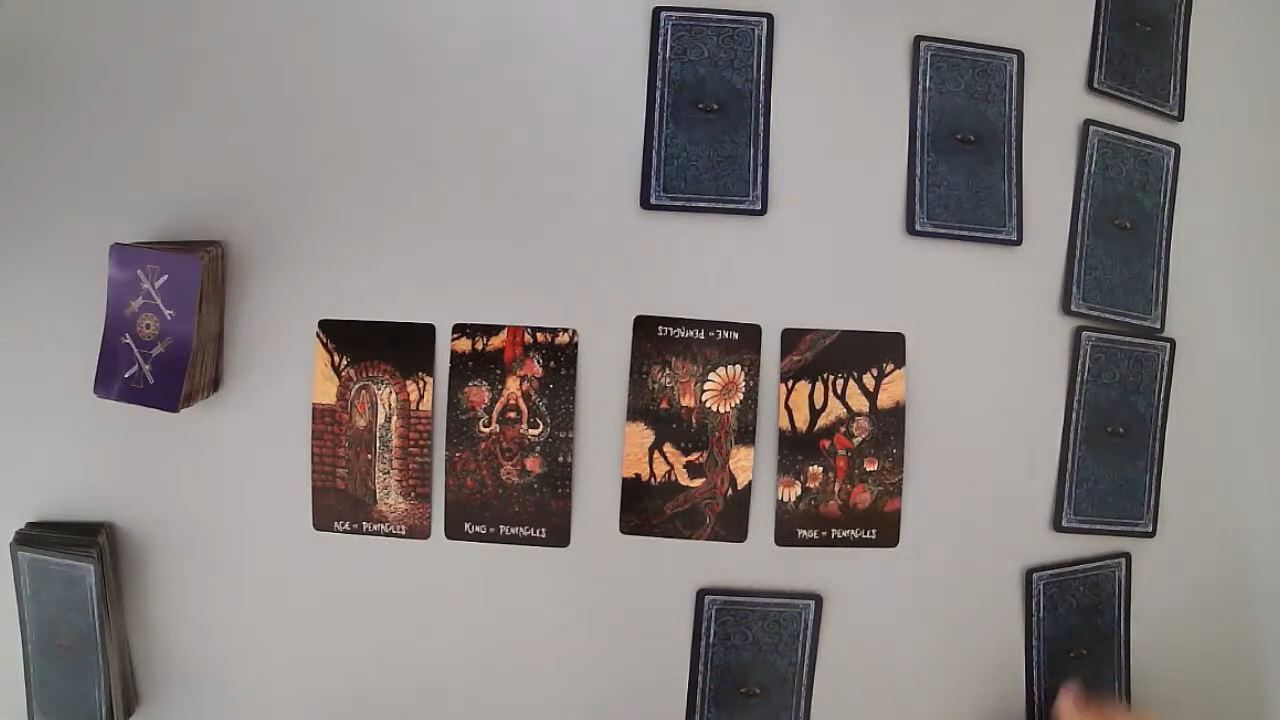 ACE OF PENTACLES
KING OF PENTACLES
NINE OF PENTACLES
PAGE OF PENTACLES